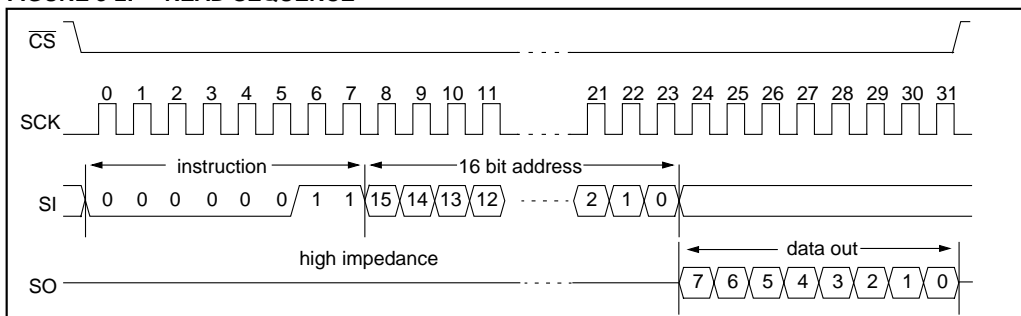 CS
0 1 2 3 4 5 6 7 8 9 10 11 21 22 23 24 25 26 27 28 29 30 31
SCK
instruction 16 bit address
SI 0 0 0 0 0 0 1 1 15 14 13 12 2 1 0
data out
high impedance
SO 7 6 5 4 3 2 1 0